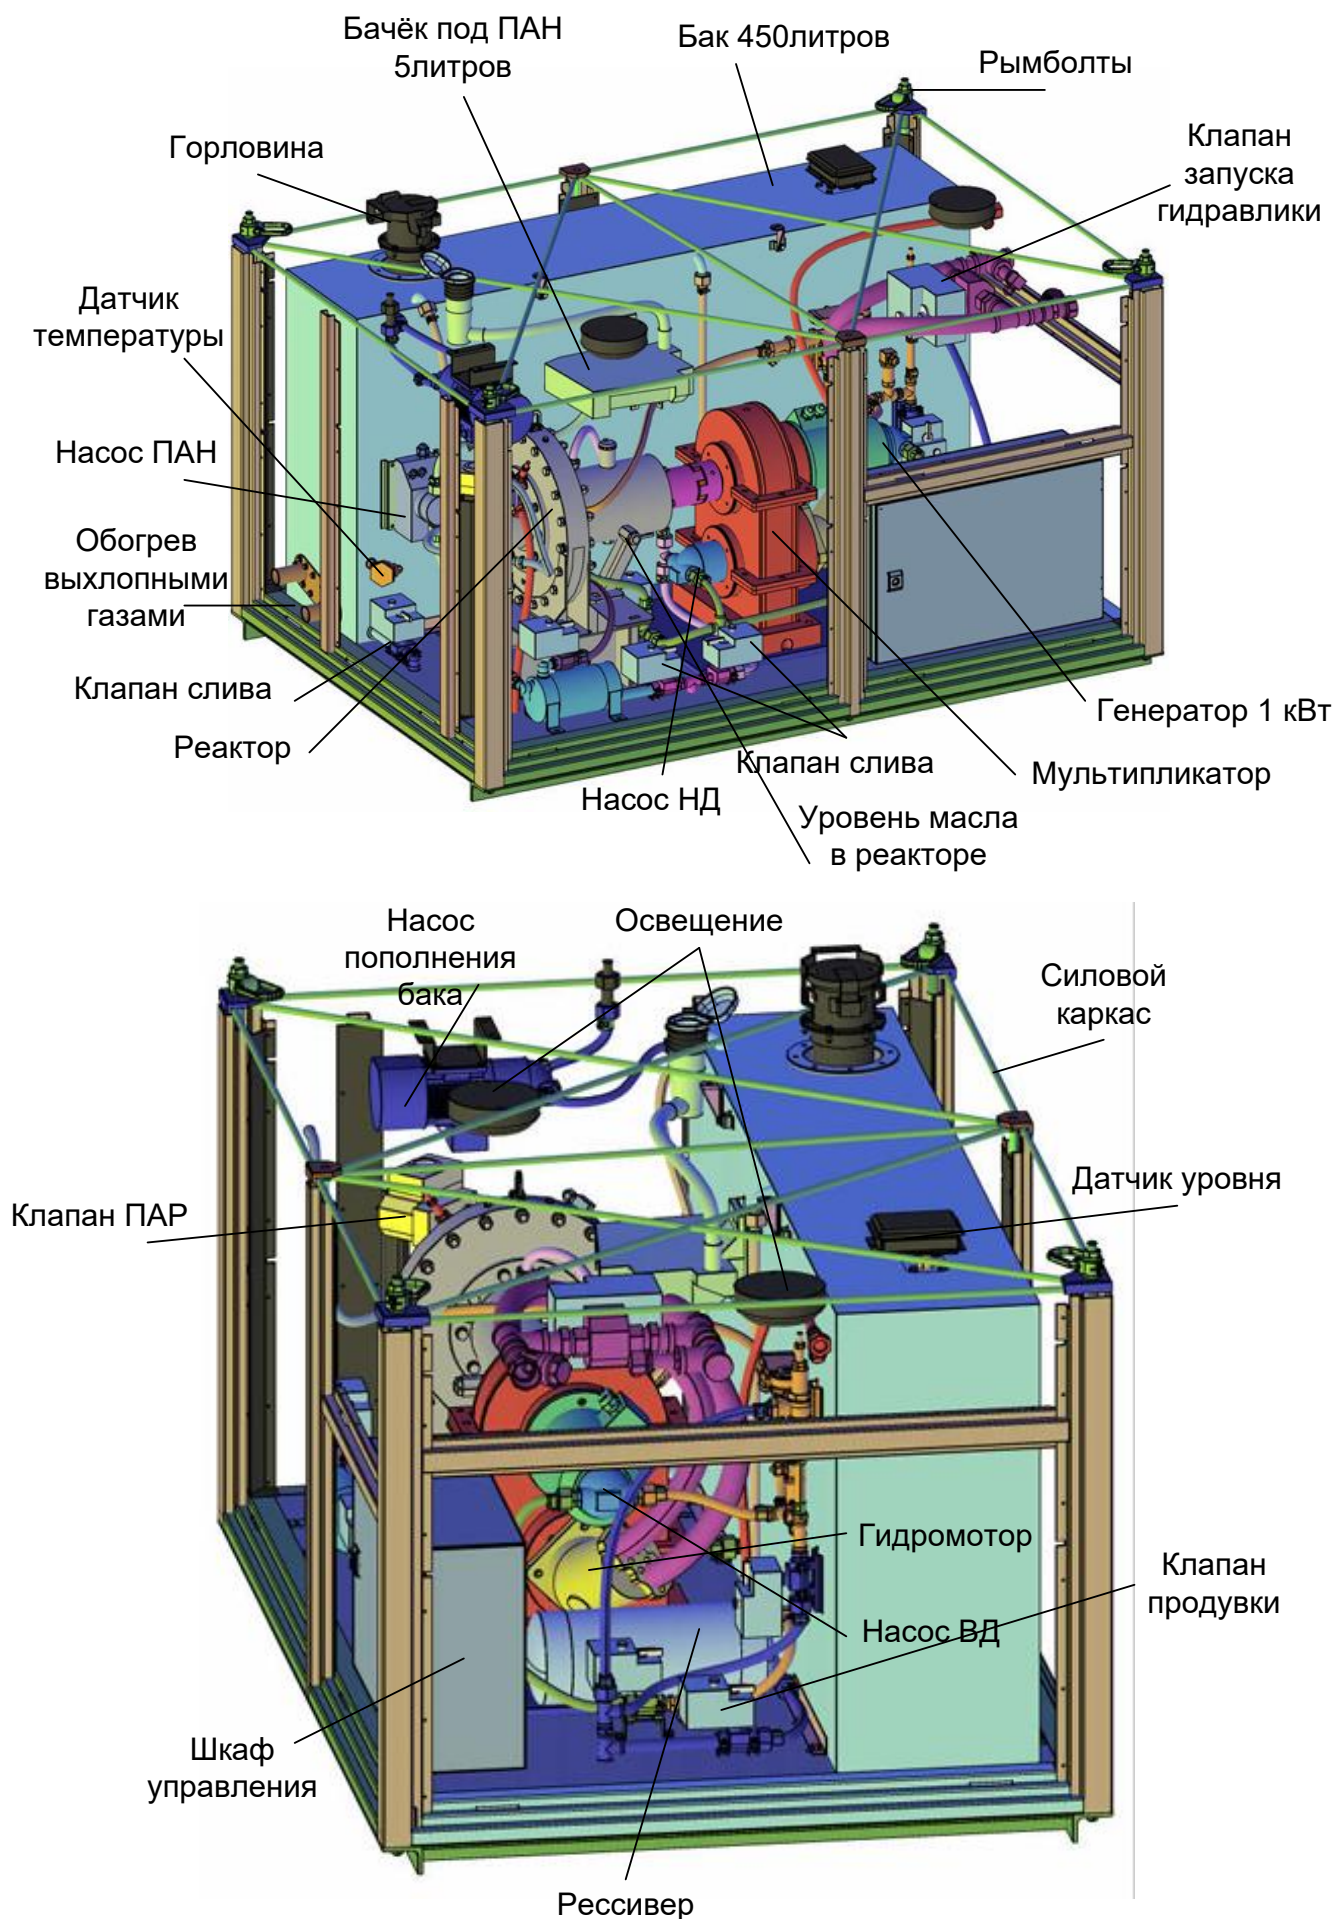 Бачёк под ПАН
5литров
Бак 450литров
Рымболты
Горловина
Клапан
запуска
гидравлики
Датчик
температуры
Насос ПАН
Обогрев
выхлопными
газами
Клапан слива
Реактор
Генератор 1 кВт
Клапан слива
Мультипликатор
Насос НД
Уровень масла
в реакторе
Насос
пополнения
бака
Освещение
Силовой
каркас
Датчик уровня
Клапан ПАР
Гидромотор
Клапан
продувки
Насос ВД
Шкаф
управления
Рессивер